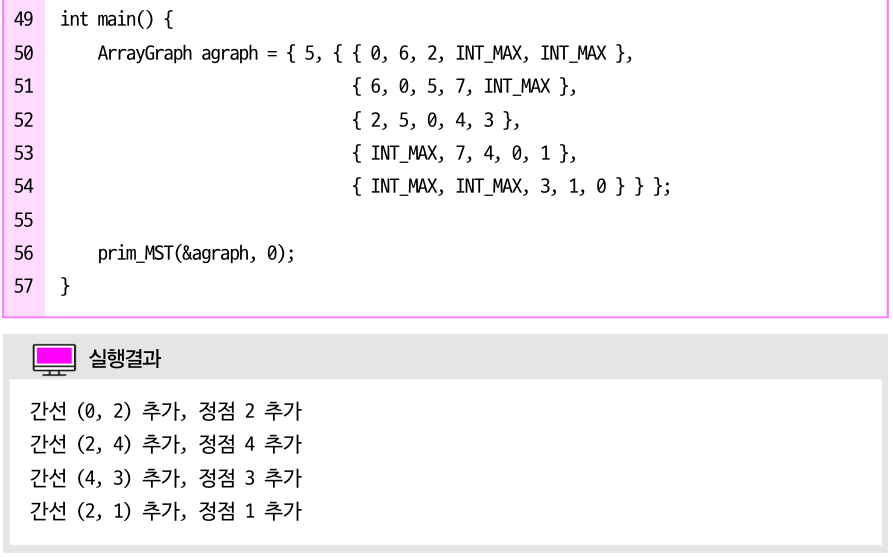 49 int main() {
50 ArrayGraph agraph = { 5, { { 0, 6, 2, INT_MAX, INT_MAX },
51 { 6, 0, 5, 7, INT_MAX },
52 { 2, 5, 0, 4, 3 },
53 { INT_MAX, 7, 4, 0, 1 },
54 { INT_MAX, INT_MAX, 3, 1, 0 } } };
55
56 prim_MST(&agraph, 0);
57 }
실행결과
간선 (0, 2) 추가, 정점 2 추가
간선 (2, 4) 추가, 정점 4 추가
간선 (4, 3) 추가, 정점 3 추가
간선 (2, 1) 추가, 정점 1 추가